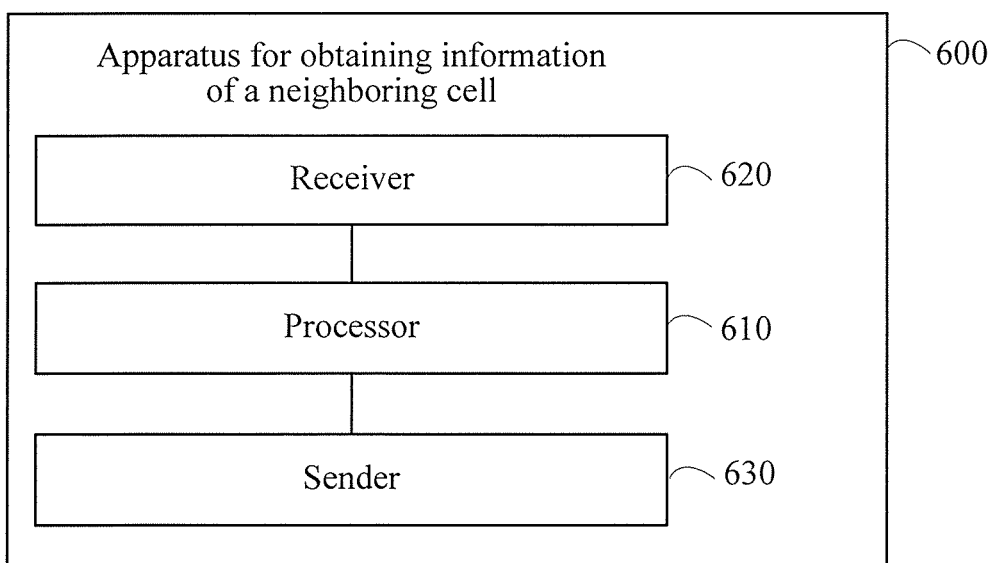 Apparatus for obtaining information
of a neighboring cell
600
Receiver
620
Processor
610
Sender
630